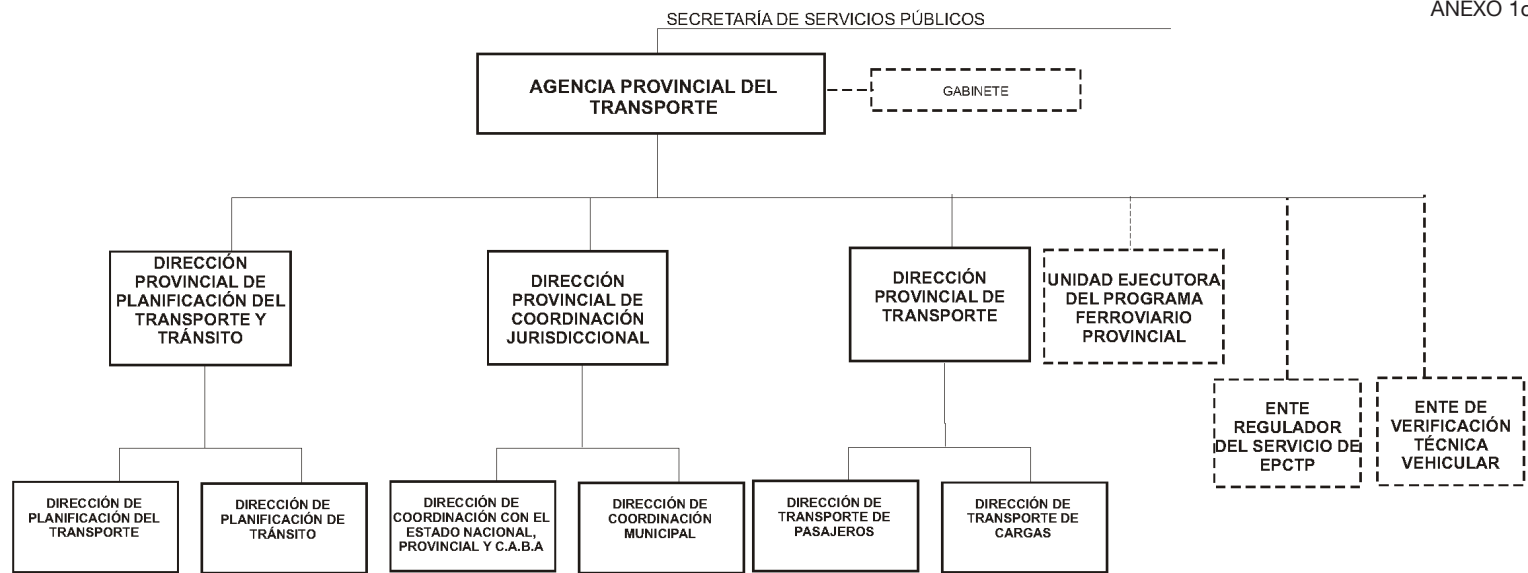 SECRETARÍA DE SERVICIOS PÚBLICOS
ANEXO 1c
AGENCIA PROVINCIAL DEL
TRANSPORTE
GABINETE
DIRECCIÓN
PROVINCIAL DE
PLANIFICACIÓN DEL
TRANSPORTE Y
TRÁNSITO
DIRECCIÓN
PROVINCIAL DE
COORDINACIÓN
JURISDICCIONAL
DIRECCIÓN
PROVINCIAL DE
TRANSPORTE
UNIDAD EJECUTORA
DEL PROGRAMA
FERROVIARIO
PROVINCIAL
ENTE
REGULADOR
DEL SERVICIO DE
EPCTP
ENTE DE
VERIFICACIÓN
TÉCNICA
VEHICULAR
DIRECCIÓN DE
PLANIFICACIÓN DEL
TRANSPORTE
DIRECCIÓN DE
PLANIFICACIÓN DE
TRÁNSITO
DIRECCIÓN DE
COORDINACIÓN CON EL
ESTADO NACIONAL,
PROVINCIAL Y C.A.B.A
DIRECCIÓN DE
COORDINACIÓN
MUNICIPAL
DIRECCIÓN DE
TRANSPORTE DE
PASAJEROS
DIRECCIÓN DE
TRANSPORTE DE
CARGAS